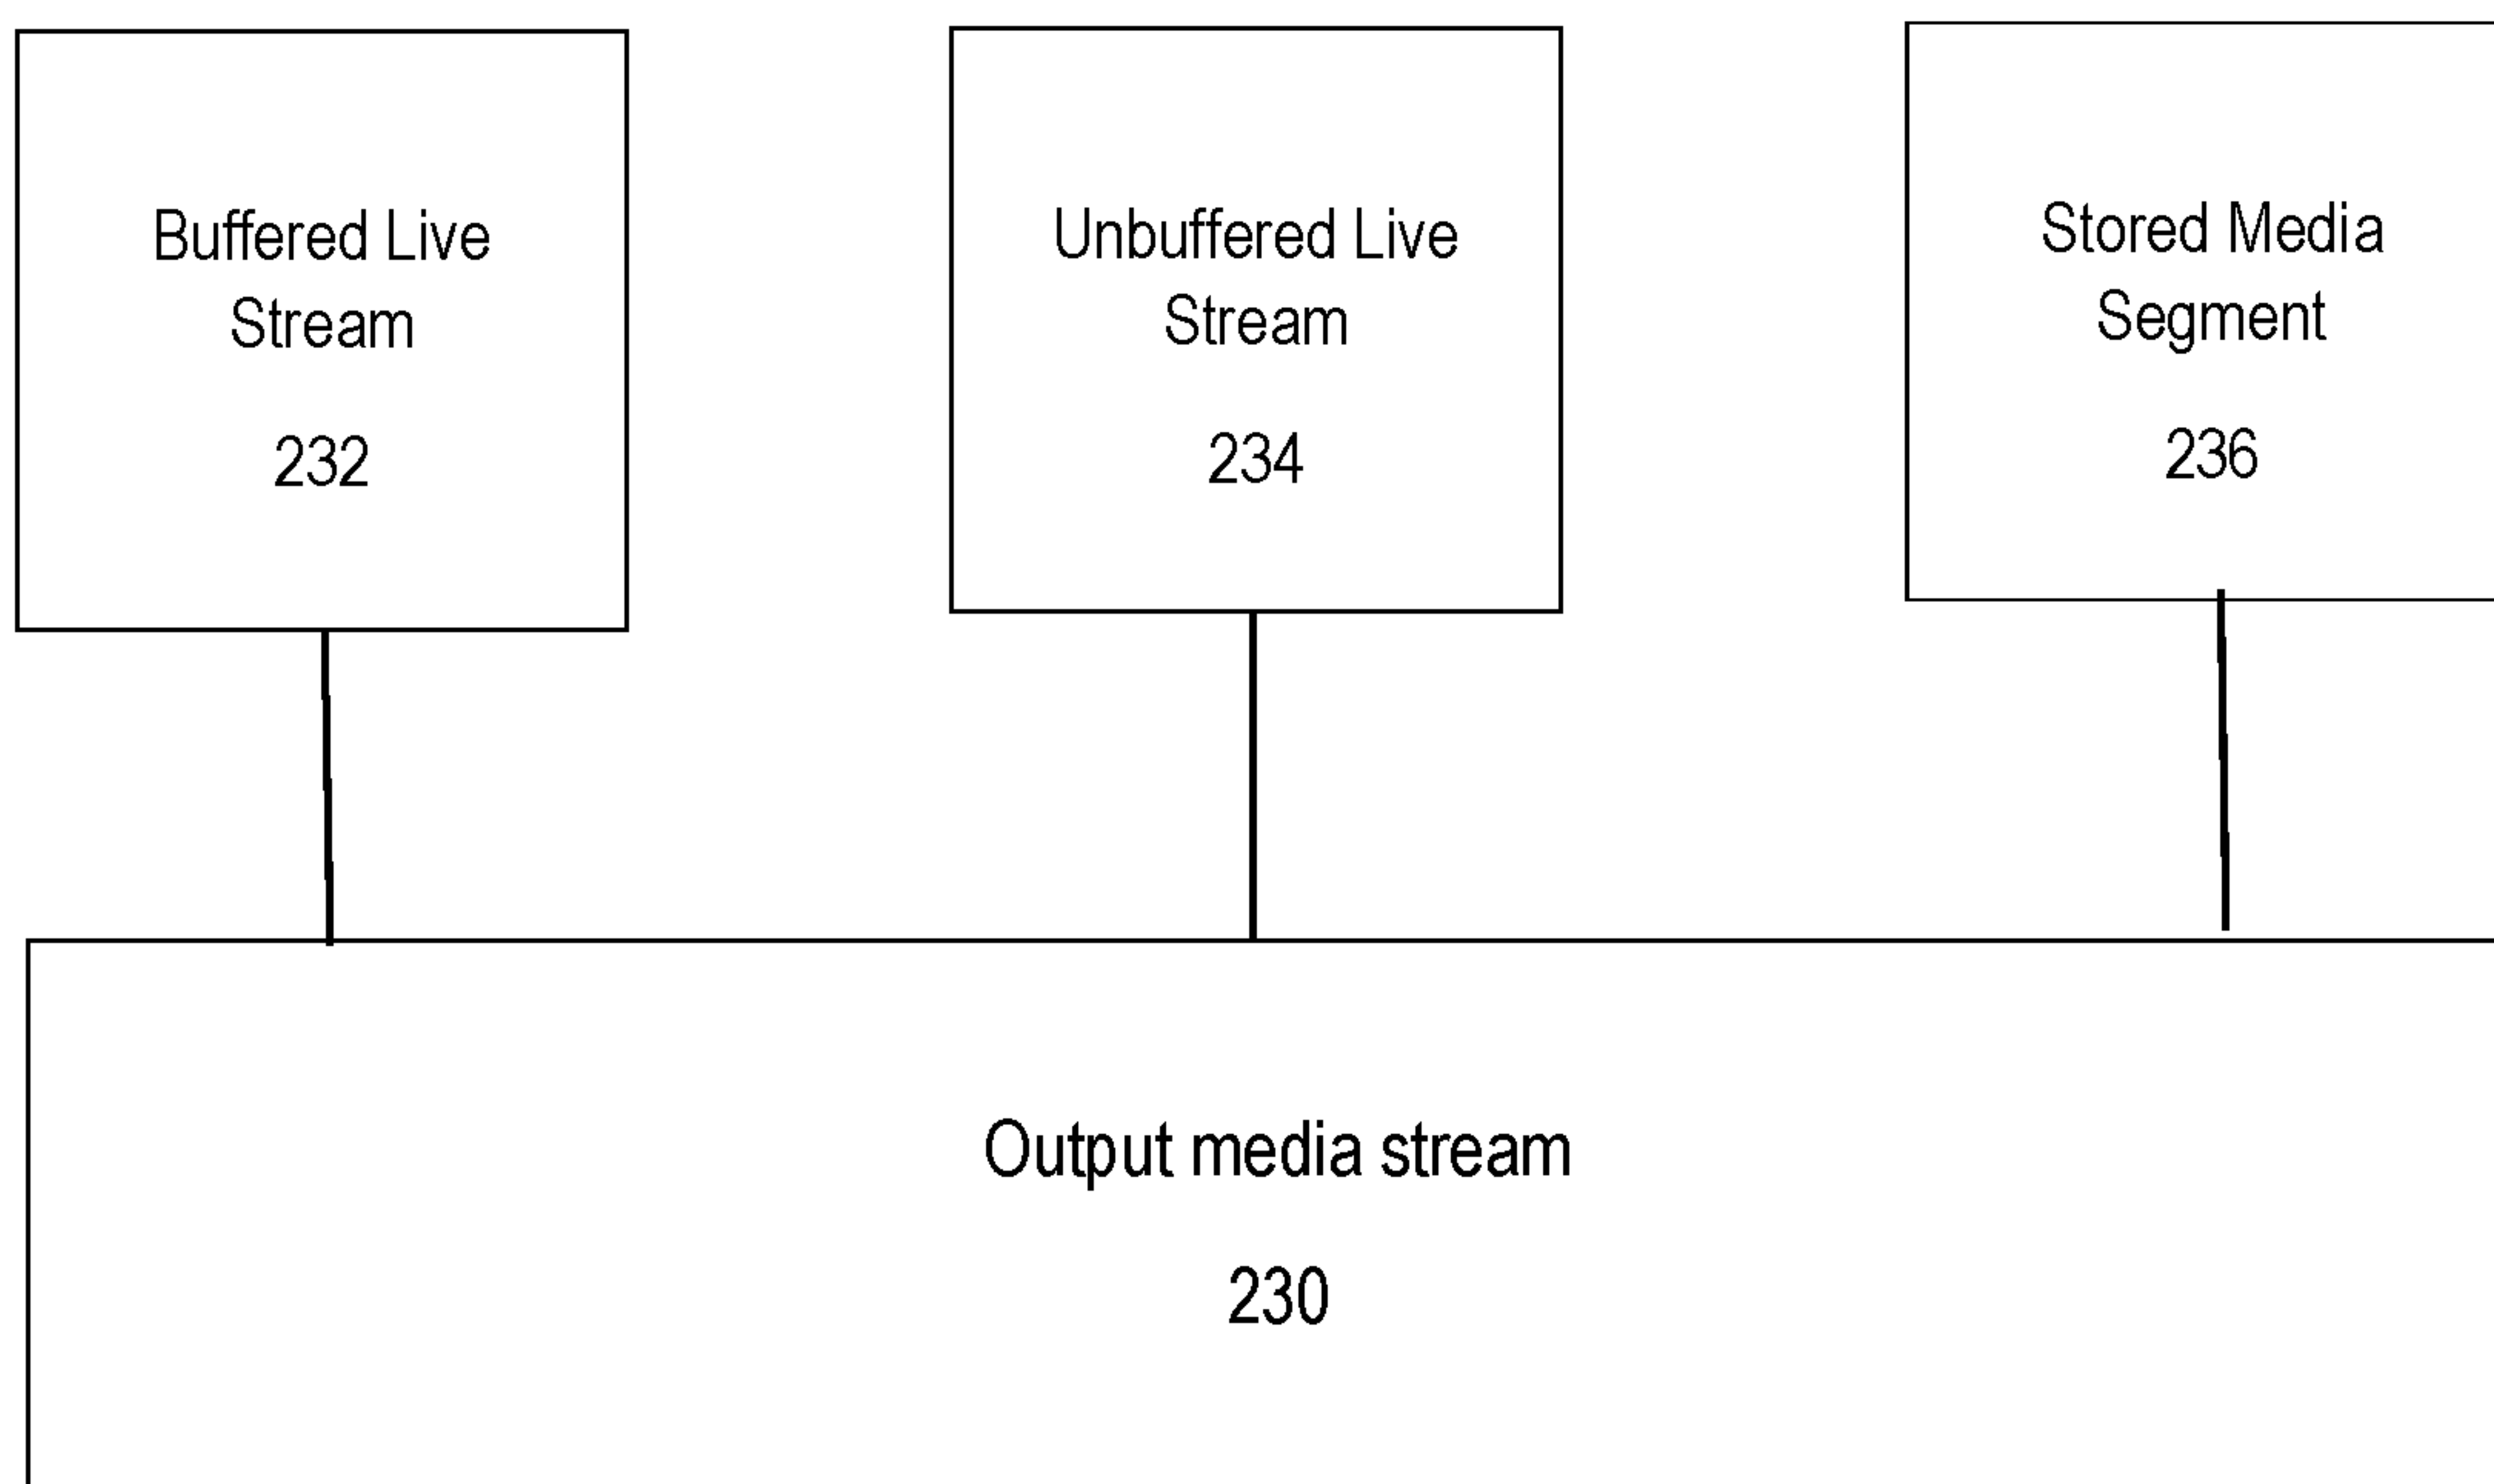 Buffered Live
Stream
232
Unbuffered Live
Stream
234
Stored Media
Segment
236
Output media stream
230